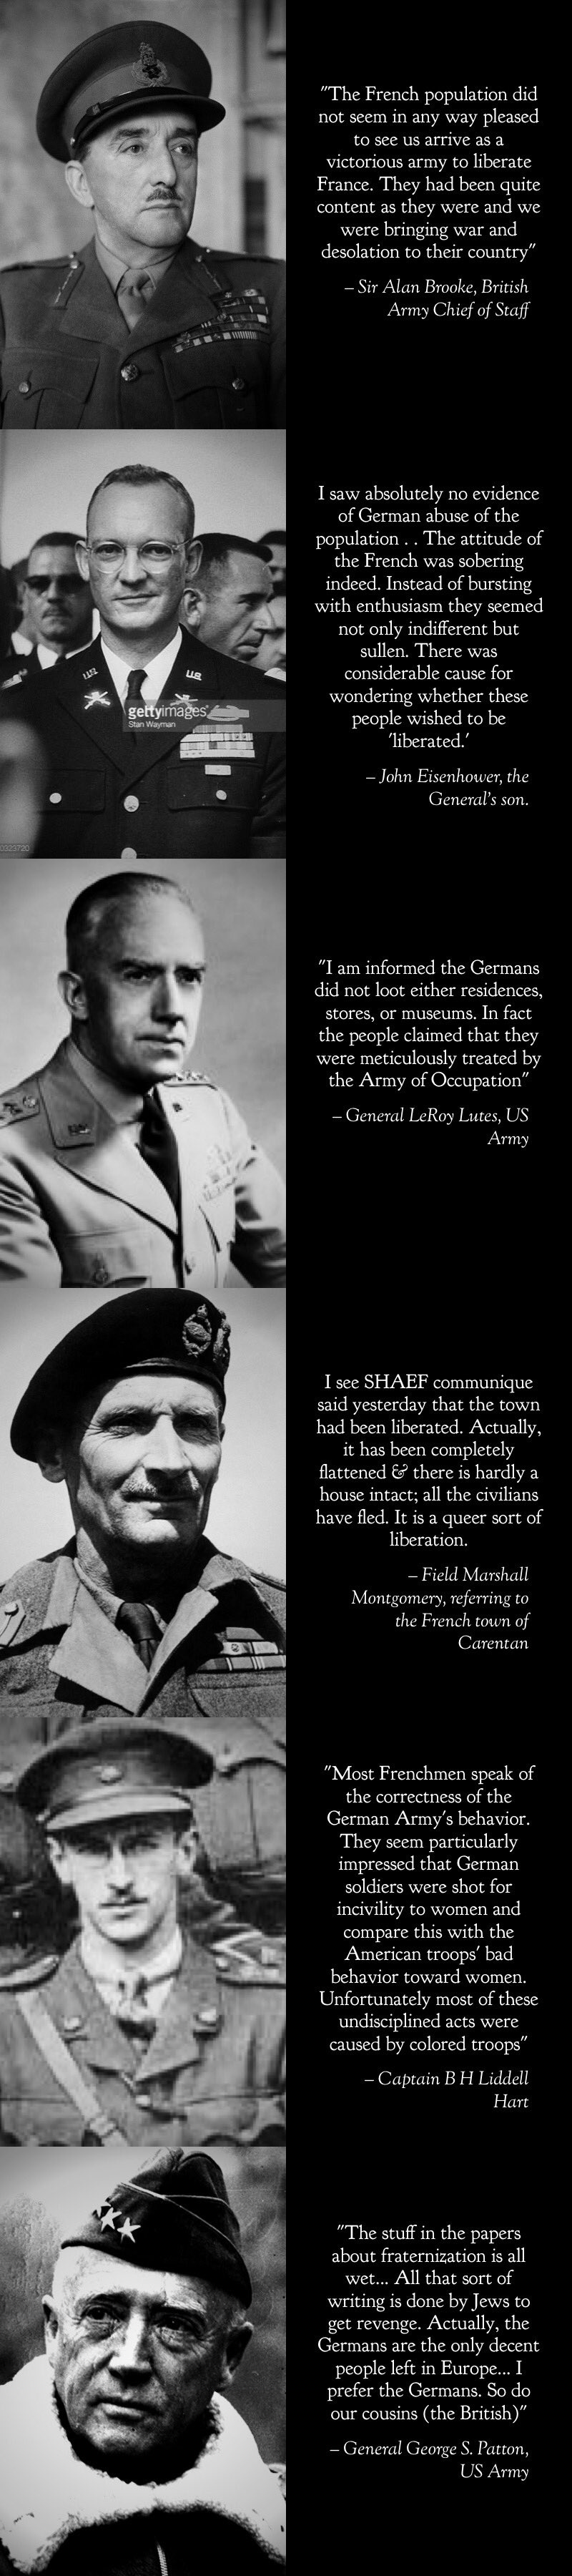 "The French population did
not seem in any way pleased
to see us arrive as a
victorious army to liberate
France. They had been quite
content as they were and we
were bringing war and
desolation to their country"
– Sir Alan Brooke, British
Army Chief of Staff
I saw absolutely no evidence
of German abuse of the
population . . The attitude of
the French was sobering
indeed. Instead of bursting
with enthusiasm they seemed
not only indifferent but
sullen. There was
considerable cause for
wondering whether these
people wished to be
'liberated.'
– John Eisenhower, the
General's son.
gettyimages
Stan Wayman
"I am informed the Germans
did not loot either residences,
stores, or museums. In fact
the people claimed that they
were meticulously treated by
the Army of Occupation"
– General LeRoy Lutes, US
Army
I see SHAEF communique
said yesterday that the town
had been liberated. Actually,
it has been completely
flattened & there is hardly a
house intact; all the civilians
have fled. It is a queer sort of
liberation.
– Field Marshall
Montgomery, referring to
the French town of
Carentan
"Most Frenchmen speak of
the correctness of the
German Army's behavior.
They seem particularly
impressed that German
soldiers were shot for
incivility to women and
compare this with the
American troops' bad
behavior toward women.
Unfortunately most of these
undisciplined acts were
caused by colored troops"
– Captain B H Liddell
Hart
"The stuff in the papers
about fraternization is all
wet... All that sort of
writing is done by Jews to
get revenge. Actually, the
Germans are the only decent
people left in Europe... I
prefer the Germans. So do
our cousins (the British)"
– General George S. Patton,
US Army